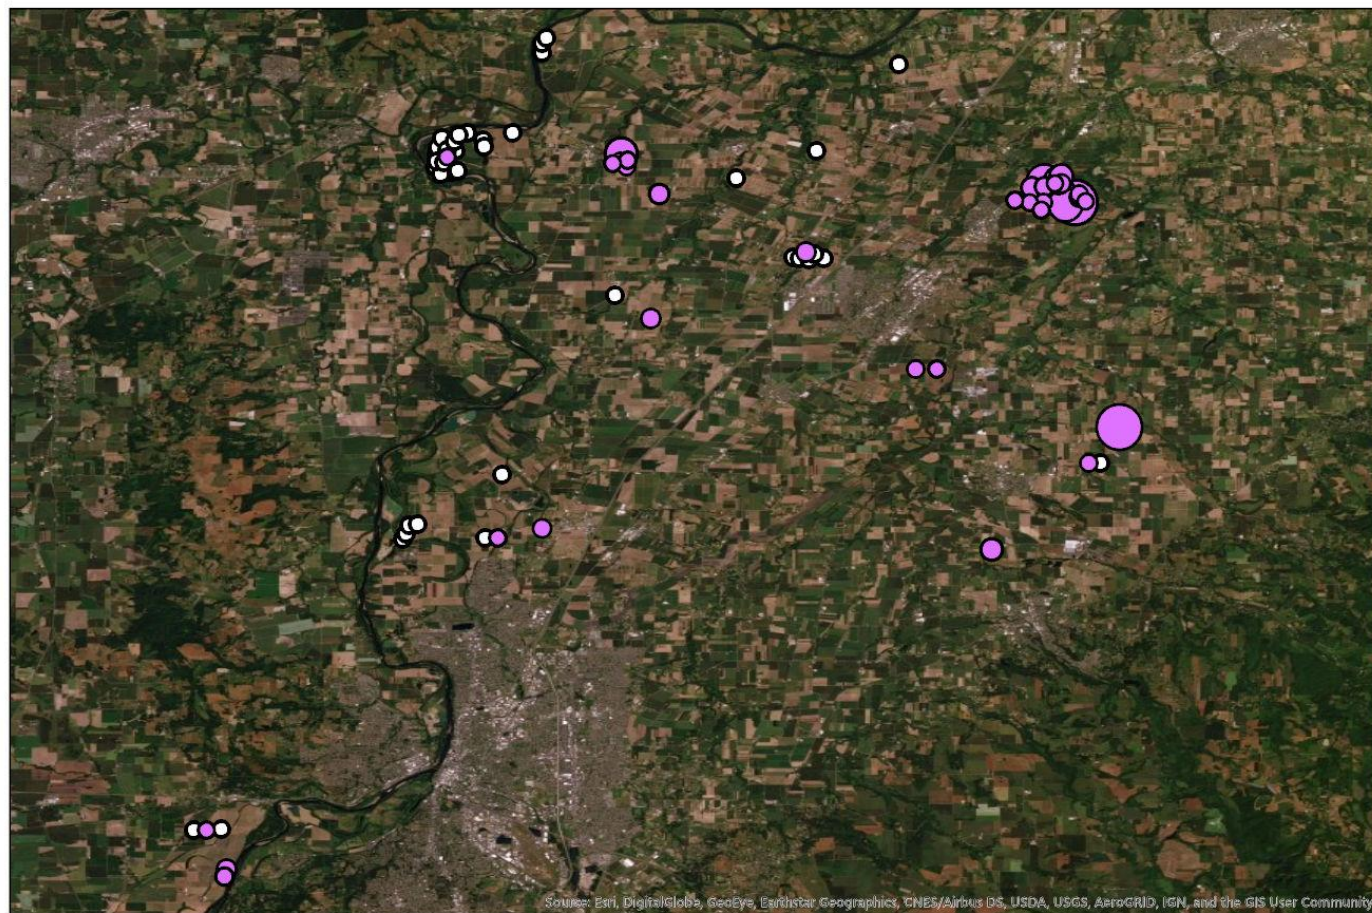 Source: Esri, DigitalGlobe, GeoEye, Earthstar Geographics, CNES/Airbus DS, USDA, USGS, AeroGRID, IGN, and the GIS User Community